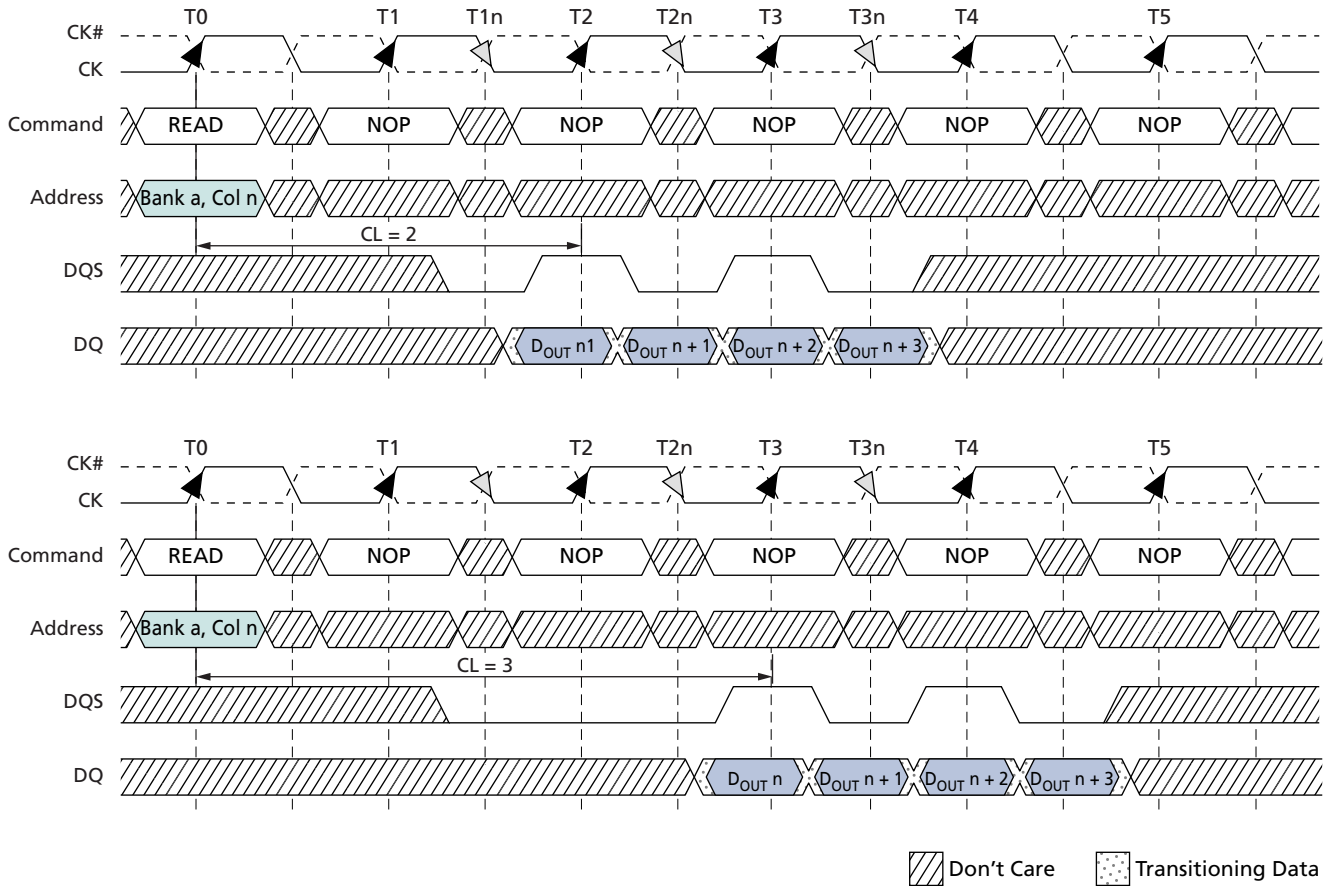 T0 T1 T1n T2 T2n T3 T3n T4 T5
CK#
CK
Command READ NOP NOP NOP NOP NOP
Address Bank a, Col n
CL = 2
DQS
DQ DOUT n1 DOUT n + 1 DOUT n + 2 DOUT n + 3
T0 T1 T2 T2n T3 T3n T4 T5
CK#
CK
Command READ NOP NOP NOP NOP NOP
Address Bank a, Col n
CL = 3
DQS
DQ DOUT n DOUT n + 1 DOUT n + 2 DOUT n + 3
Don't Care Transitioning Data